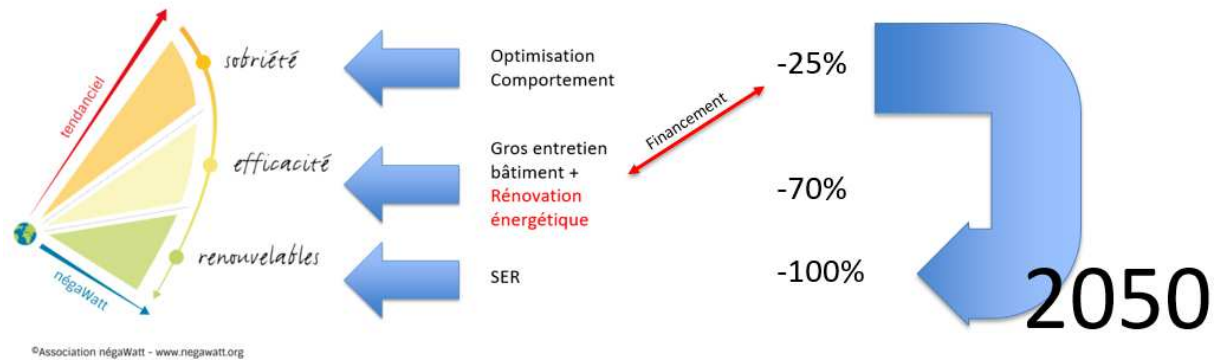 tendanciel
sobriété
Optimisation
Comportement
-25%
Financement
efficacité
Gros entretien
bâtiment +
Rénovation
énergétique
-70%
renouvelables
SER
-100%
négaWatt
2050
©Association négaWatt - www.negawatt.org